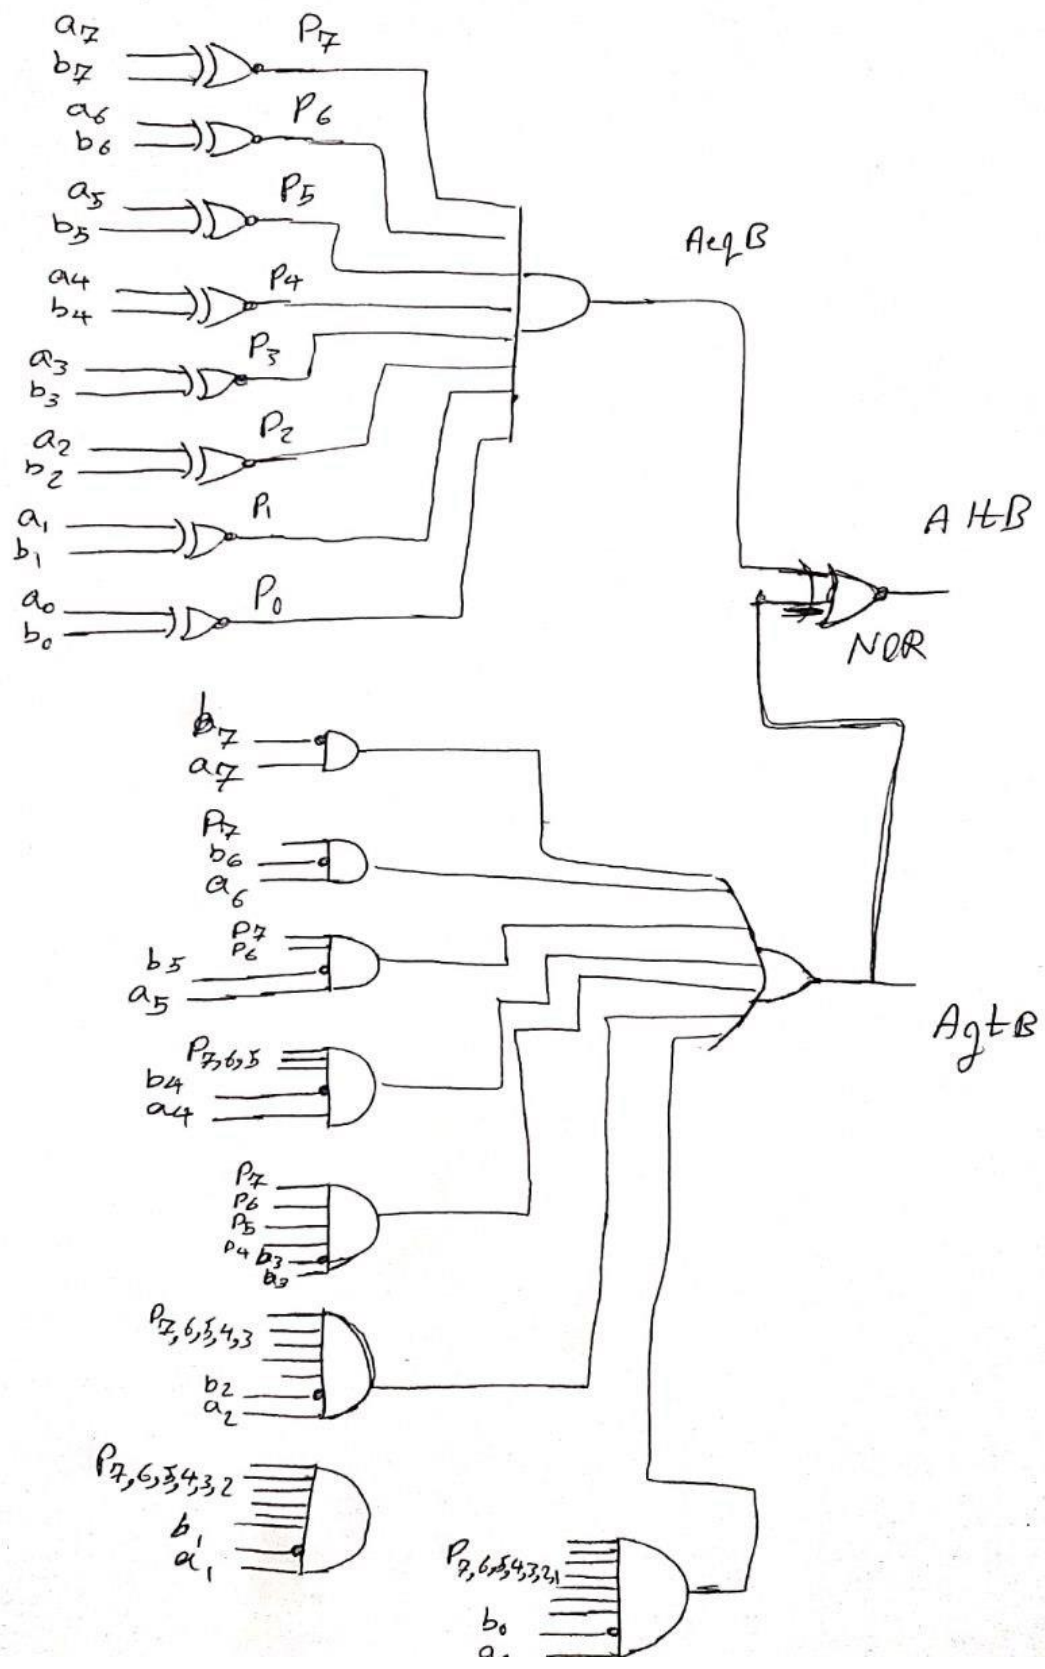 a7 P7
b7
a6 P6
b6
a5 P5
b5
a4 P4
b4
a3 P3
b3
a2 P2
b2
a1 P1
b1
a0 P0
b0
AeqB
AltB
NOR
b7
a7
P7
b6
a6
P7
P6
b5
a5
P7,6,5
b4
a4
AgtB
P7
P6
P5
P4 b3
a3
P7,6,5,4,3
b2
a2
P7,6,5,4,3,2
b1
a1
P7,6,5,4,3,2,1
b0